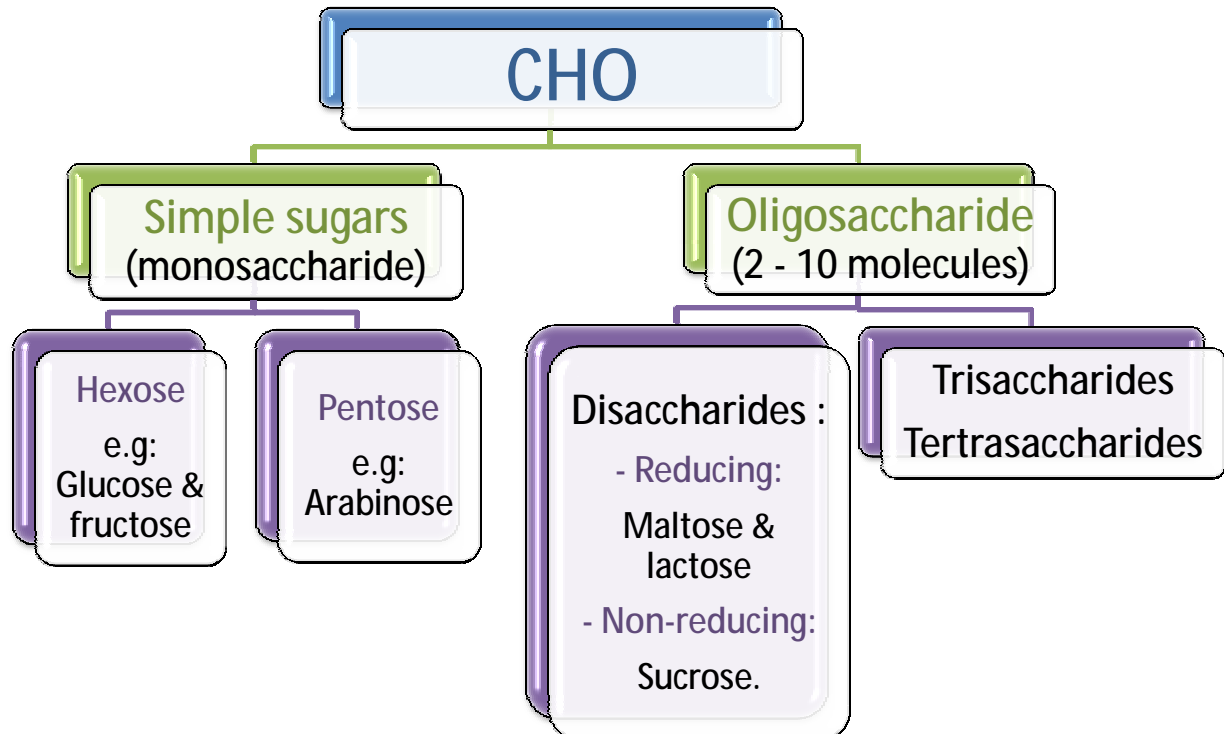 CHO
Simple sugars
(monosaccharide)
Oligosaccharide
(2 - 10 molecules)
Hexose
e.g:
Glucose &
fructose
Pentose
e.g:
Arabinose
Disaccharides :
- Reducing:
Maltose &
lactose
- Non-reducing:
Sucrose.
Trisaccharides
Tertrasaccharides